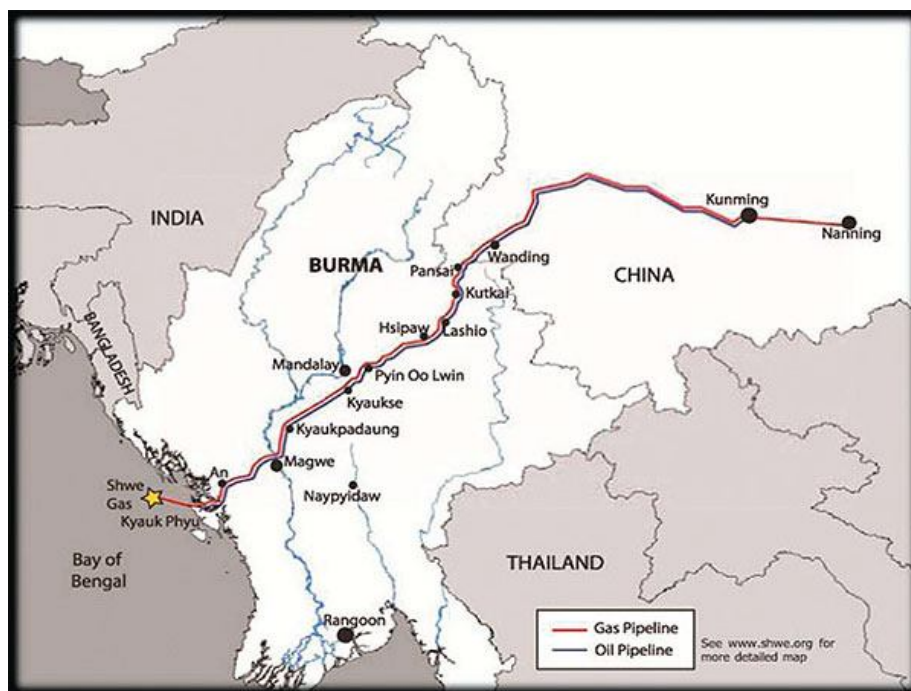 INDIA
BURMA
CHINA
BANGLADESH
THAILAND
Kunming
Nanning
Wanding
Pansai
Kutkai
Hsipaw
Lashio
Mandalay
Pyin Oo Lwin
Kyaukse
Kyaukpadaung
Magwe
An
Naypyidaw
Shwe
Gas
Kyauk Phyu
Bay of
Bengal
Rangoon
Gas Pipeline
Oil Pipeline
See www.shwe.org for
more detailed map